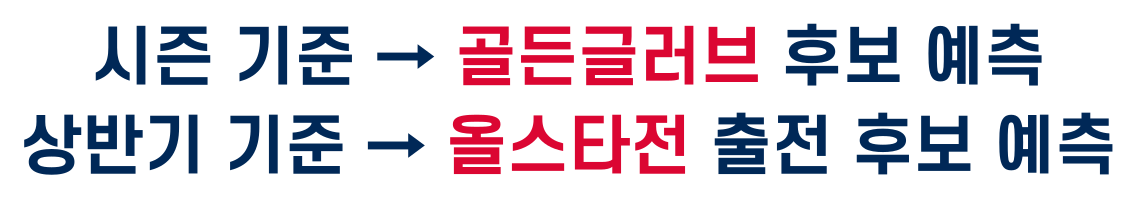 시즌 기준 → 골든글러브 후보 예측
상반기 기준 → 올스타전 출전 후보 예측